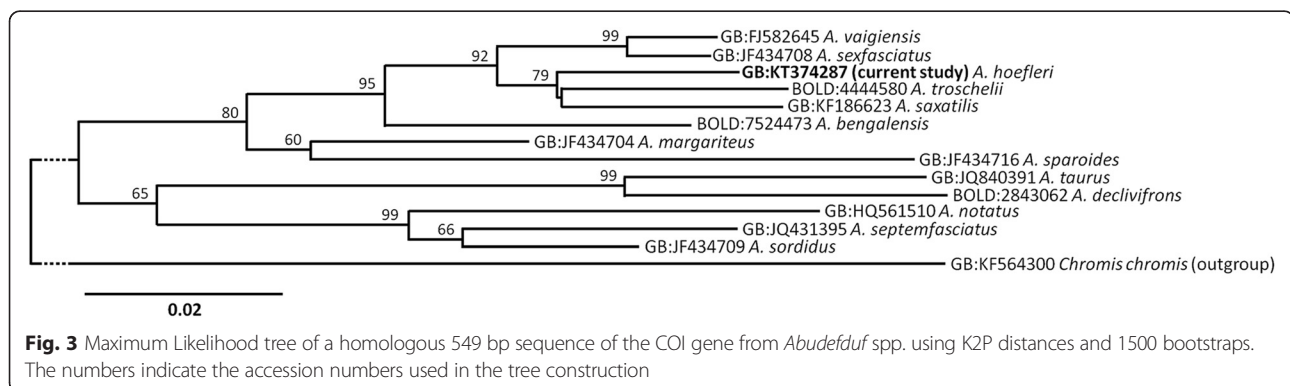 99
GB:FJ582645 A. vaigiensis
GB:JF434708 A. sexfasciatus
92
GB:KT374287 (current study) A. hoefleri
79
BOLD:4444580 A. troschelii
95
GB:KF186623 A. saxatilis
80
BOLD:7524473 A. bengalensis
GB:JF434704 A. margariteus
60
GB:JF434716 A. sparoides
99
GB:JQ840391 A. taurus
65
BOLD:2843062 A. declivifrons
99
GB:HQ561510 A. notatus
66
GB:JQ431395 A. septemfasciatus
GB:JF434709 A. sordidus
GB:KF564300 Chromis chromis (outgroup)
0.02
Fig. 3 Maximum Likelihood tree of a homologous 549 bp sequence of the COI gene from Abudefduf spp. using K2P distances and 1500 bootstraps.
The numbers indicate the accession numbers used in the tree construction